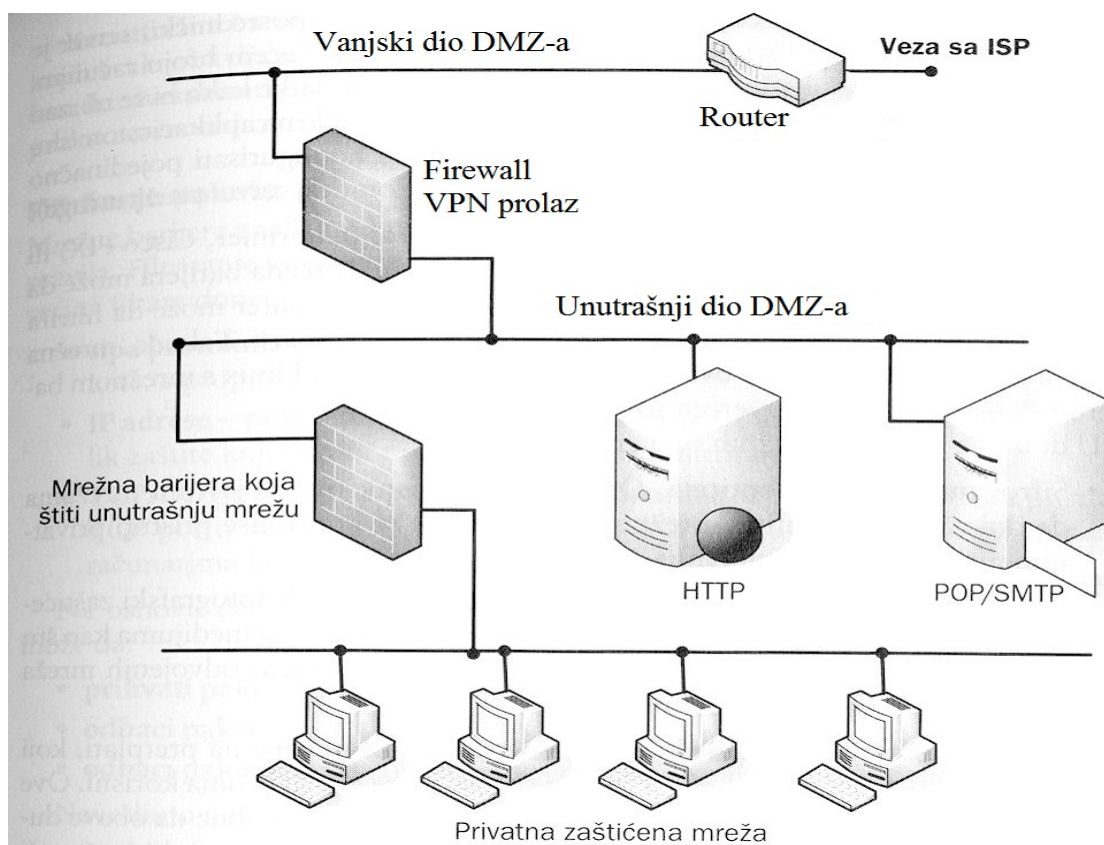 Vanjski dio DMZ-a
Veza sa ISP
Router
Firewall
VPN prolaz
Unutrašnji dio DMZ-a
Mrežna barijera koja
štiti unutrašnju mrežu
HTTP
POP/SMTP
Privatna zaštićena mreža